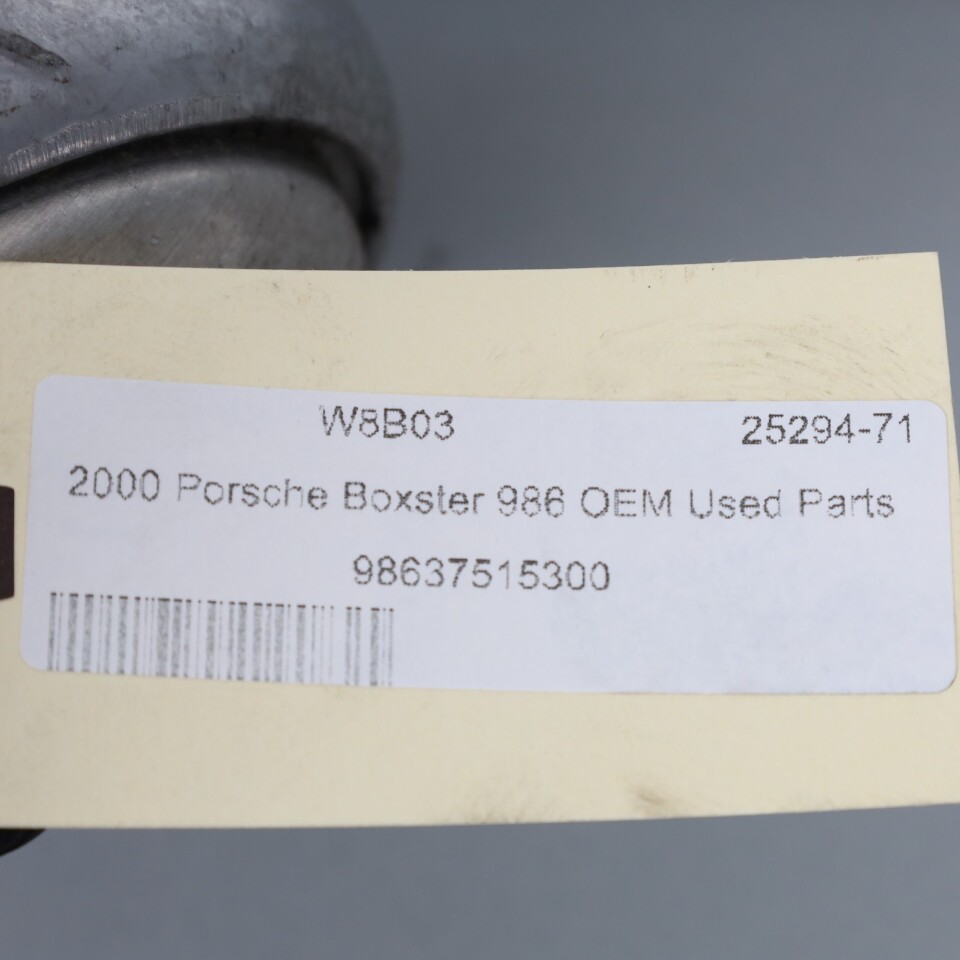 W8B03 25294-71
2000 Porsche Boxster 986 OEM Used Parts
98637515300